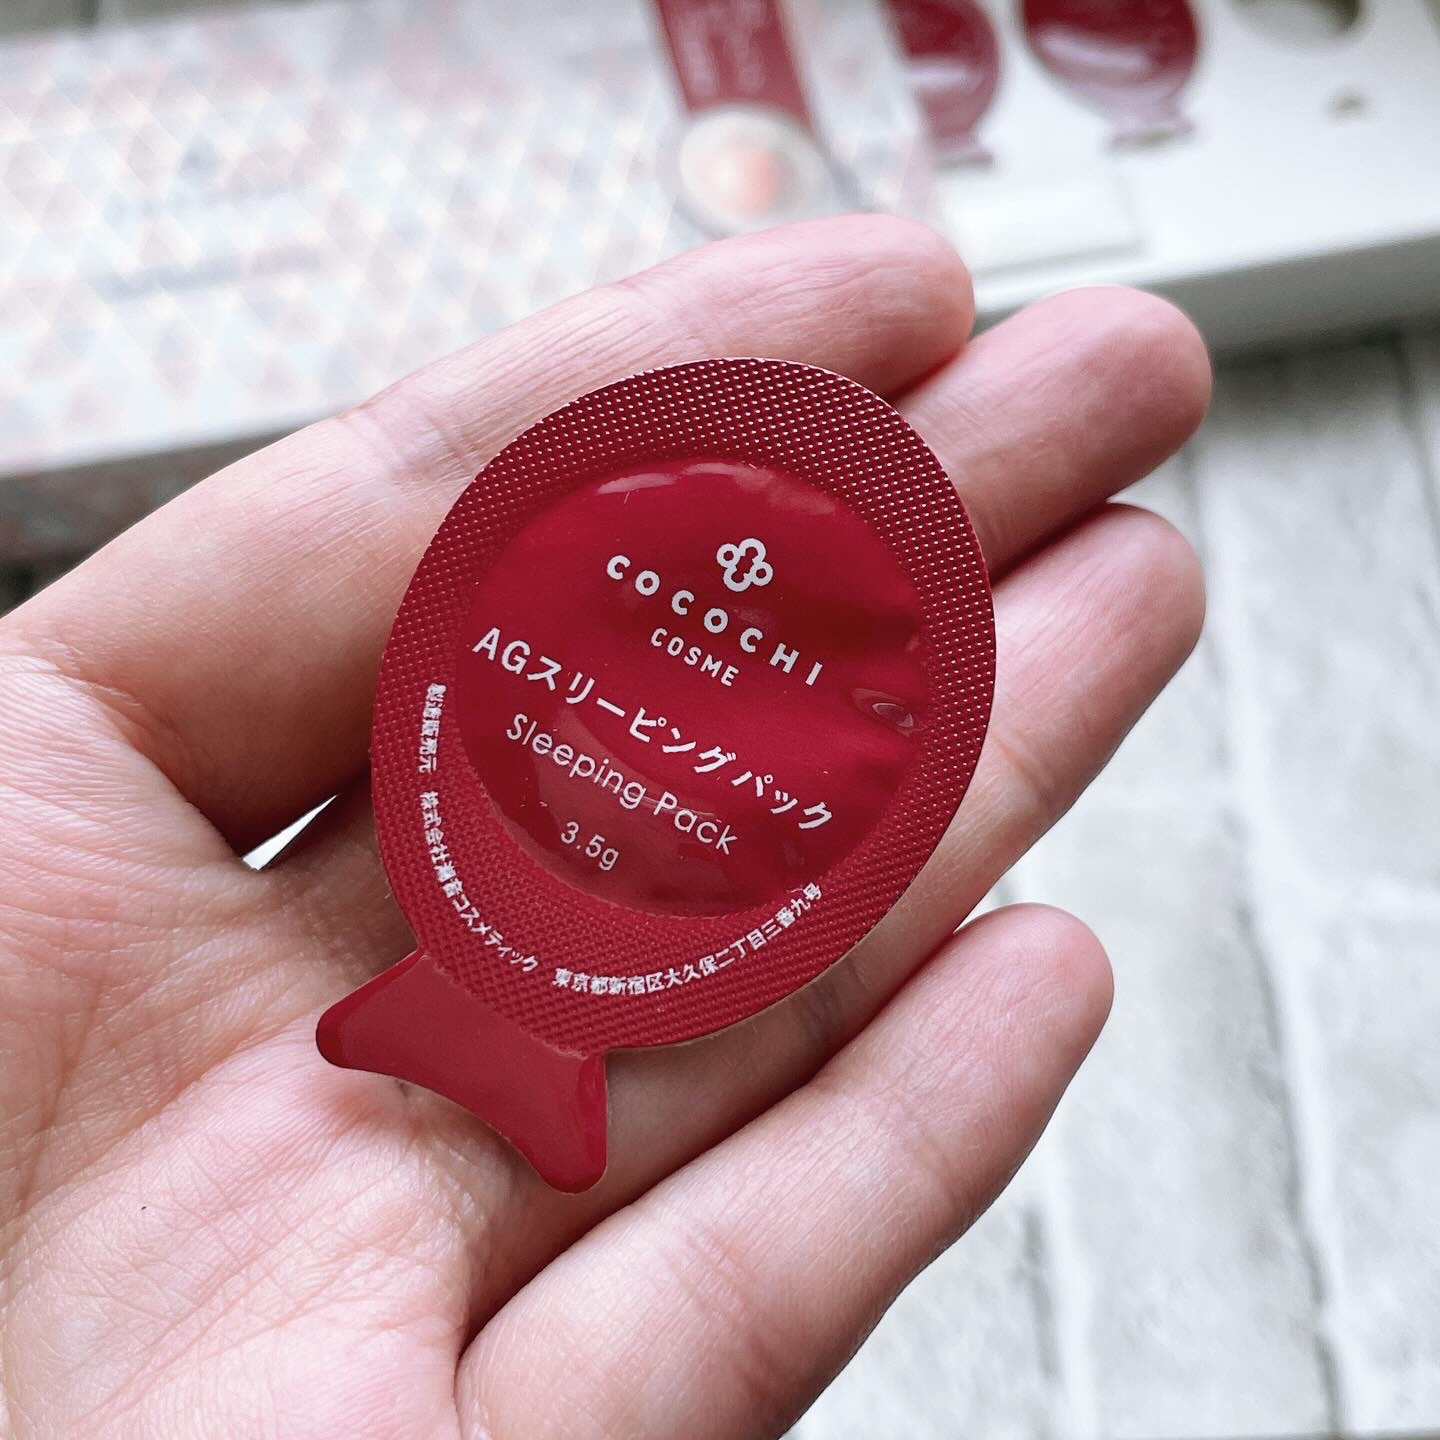 COCOCHI
COSME
AGスリーピングパック
Sleeping Pack
3.5g
製造販売元 株式会社潮音コスメティック 東京都新宿区大久保二丁目三番九号